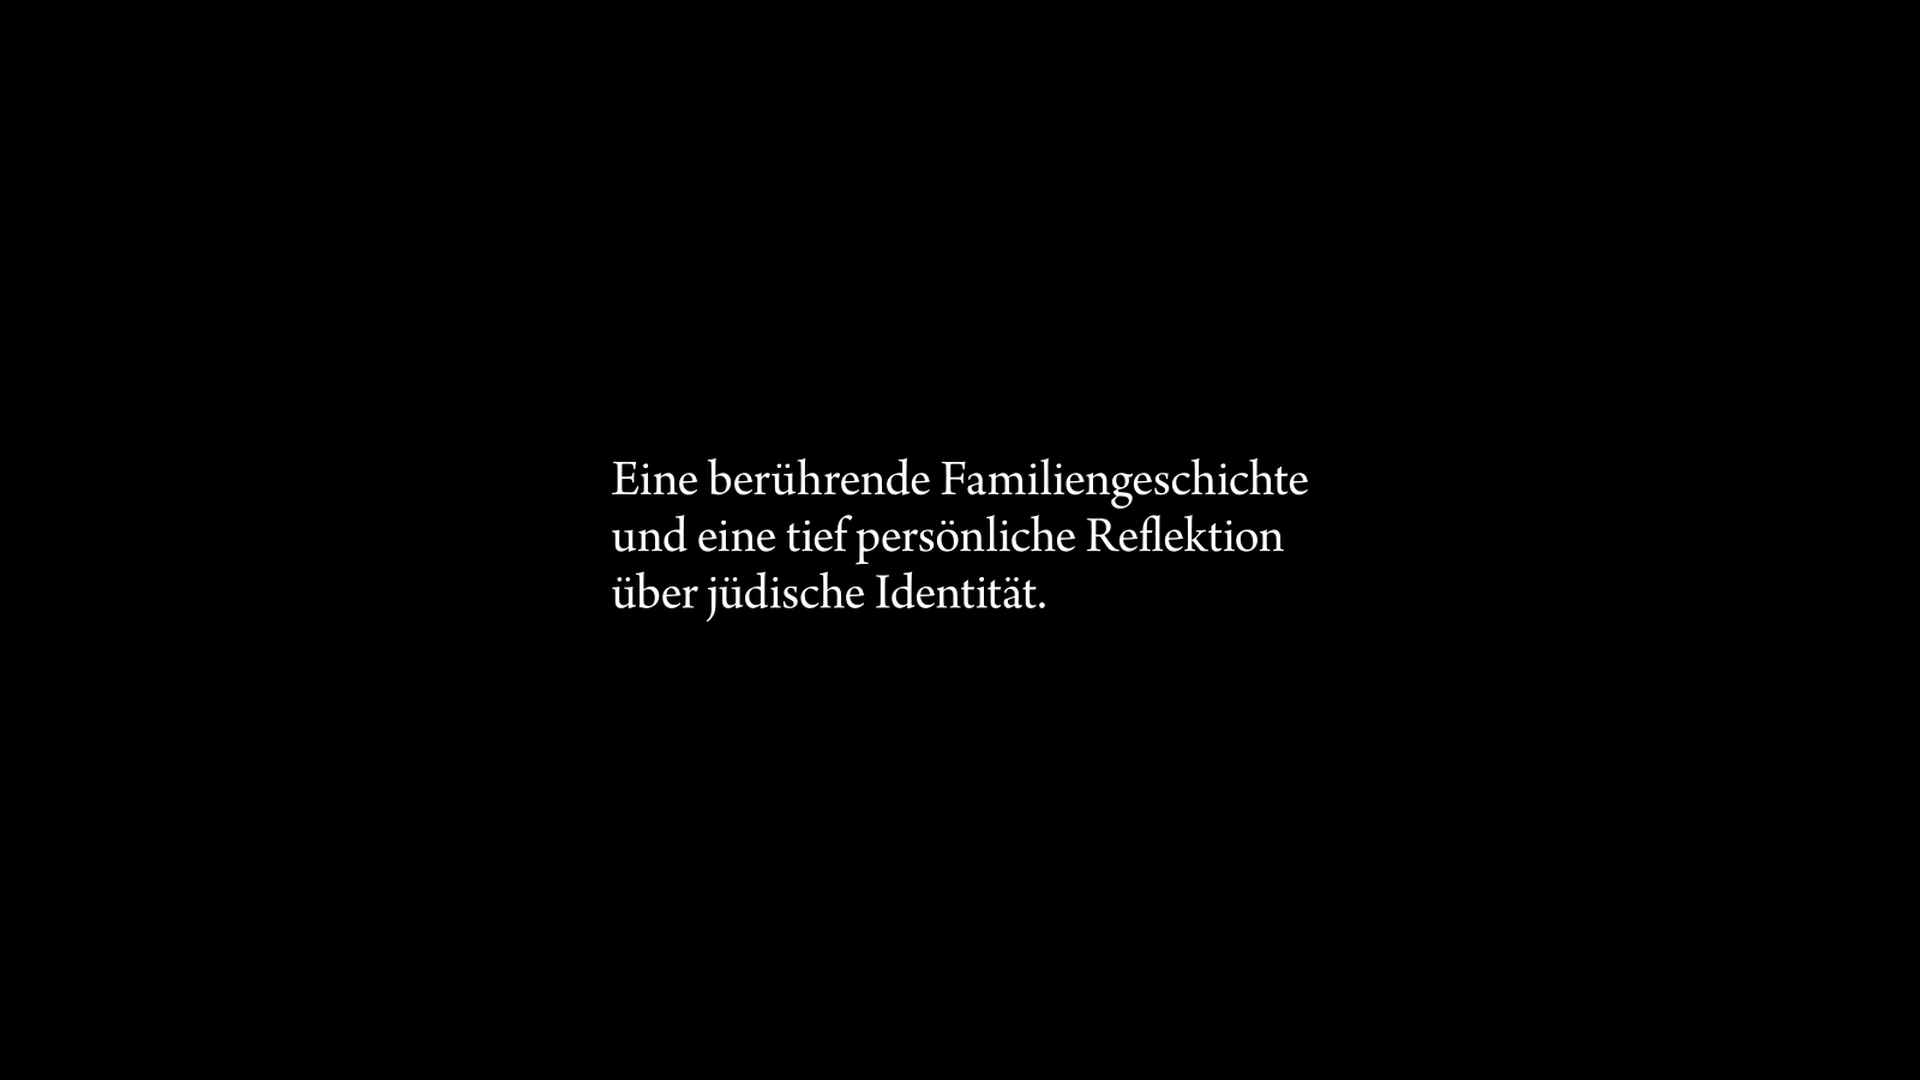 Eine berührende Familiengeschichte
und eine tief persönliche Reflektion
über jüdische Identität.